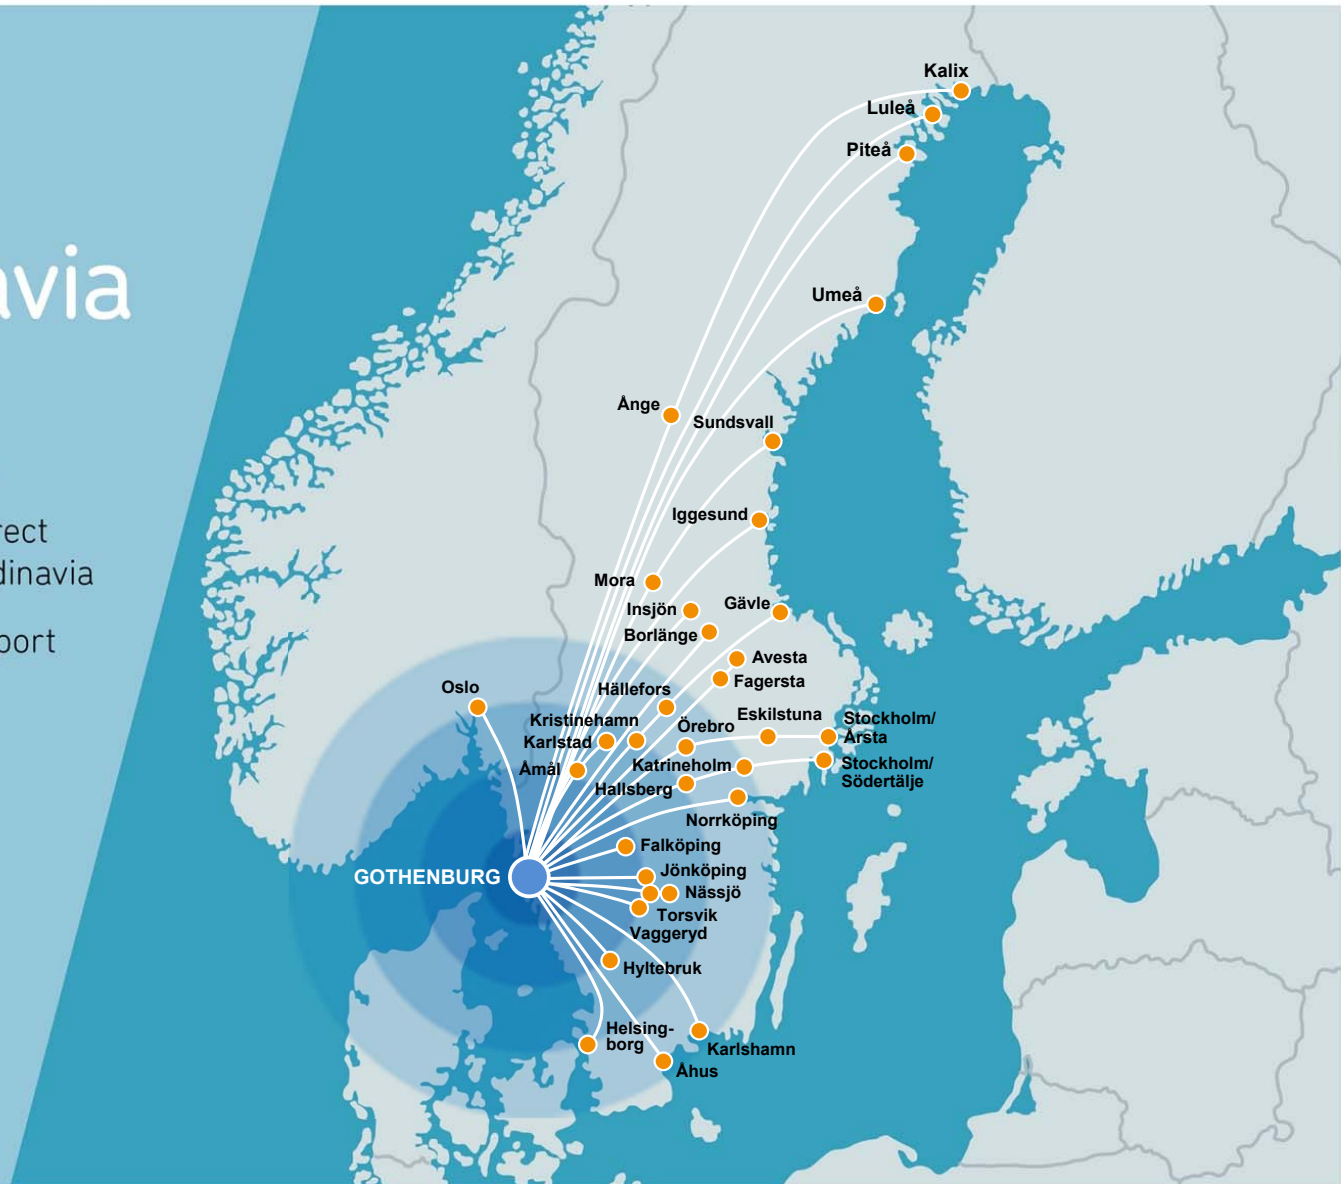 Kalix
Luleå
Piteå
avia
Umeå
Ånge
Sundsvall
Iggesund
rect
dinavia
port
Mora
Insjön
Gävle
Borlänge
Avesta
Fagersta
Oslo
Hällefors
Kristinehamn
Örebro
Eskilstuna
Stockholm/
Årsta
Karlstad
Åmål
Katrineholm
Stockholm/
Södertälje
Hallsberg
Norrköping
Falköping
GOTHENBURG
Jönköping
Nässjö
Torsvik
Vaggeryd
Hyltebruk
Helsing-
borg
Karlshamn
Åhus